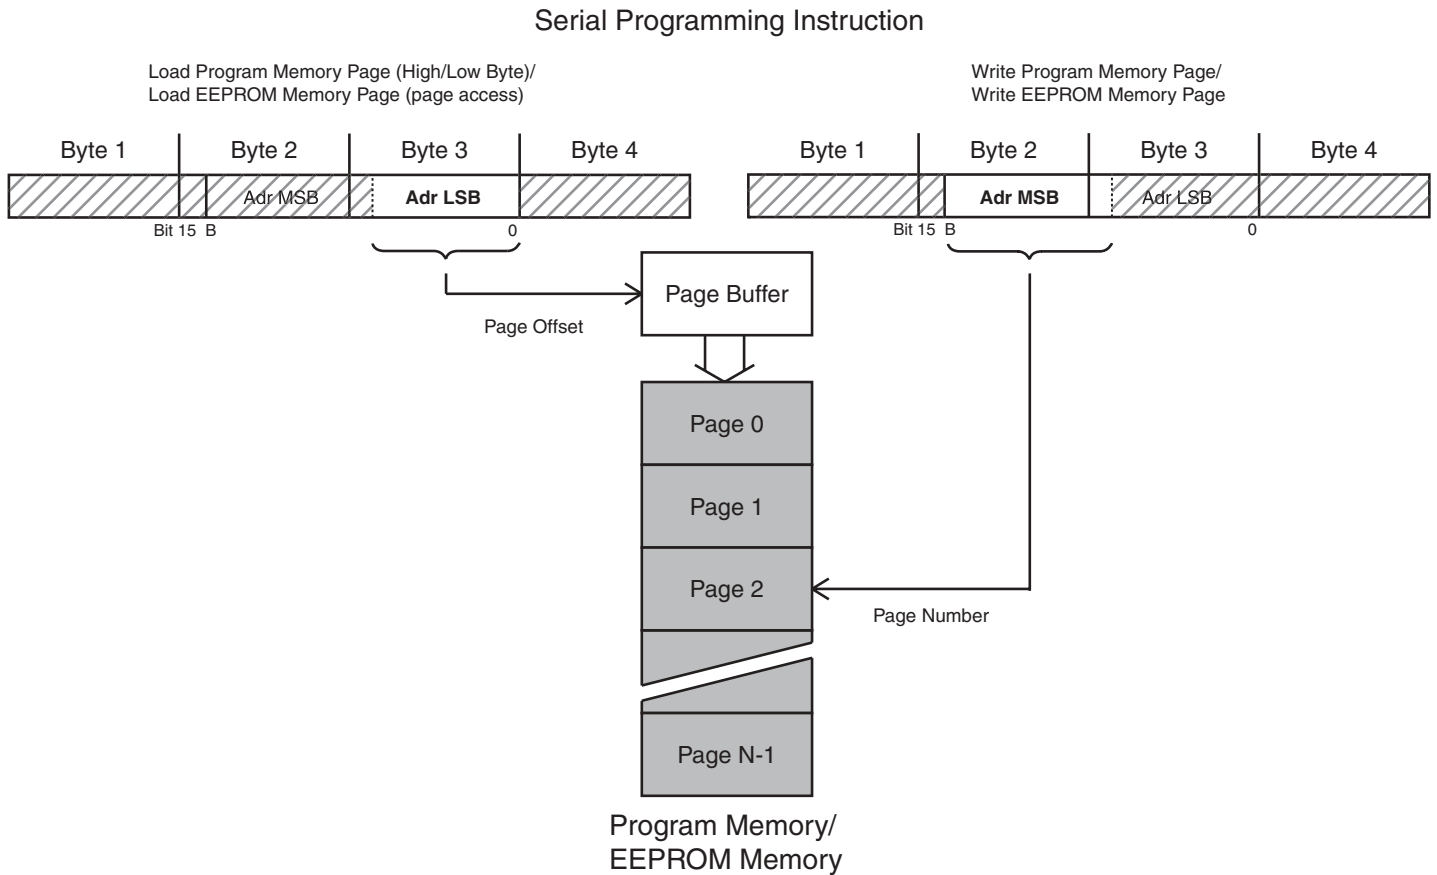 Serial Programming Instruction
Load Program Memory Page (High/Low Byte)/
Load EEPROM Memory Page (page access)
Write Program Memory Page/
Write EEPROM Memory Page
Byte 1 Byte 2 Byte 3 Byte 4
Adr MSB Adr LSB
Bit 15 B 0
Byte 1 Byte 2 Byte 3 Byte 4
Adr MSB Adr LSB
Bit 15 B 0
Page Buffer
Page Offset
Page 0
Page 1
Page 2
Page Number
Page N-1
Program Memory/
EEPROM Memory